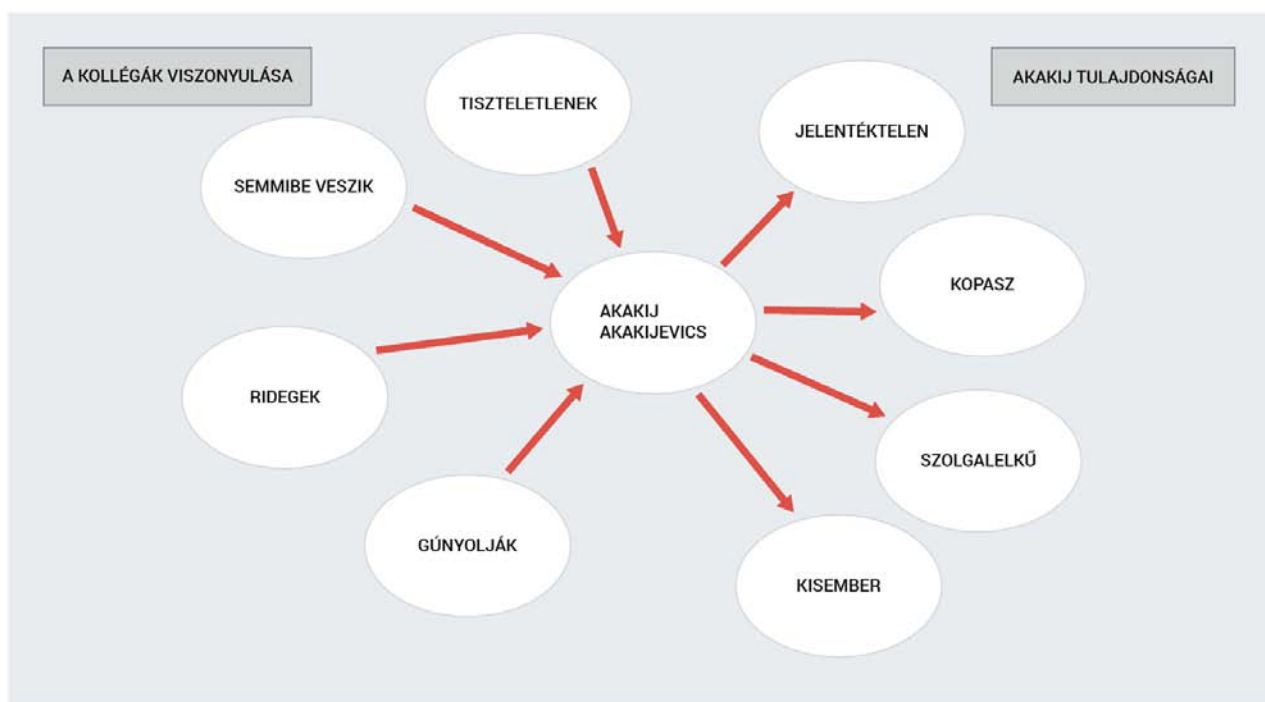 A KOLLÉGÁK VISZONYULÁSA
AKAKIJ TULAJDONSÁGAI
TISZTELETLENEK
JELENTÉKTELEN
SEMMIBE VESZIK
KOPASZ
AKAKIJ
AKAKIJEVICS
RIDEGEK
SZOLGALELKŰ
GÚNYOLJÁK
KISEMBER